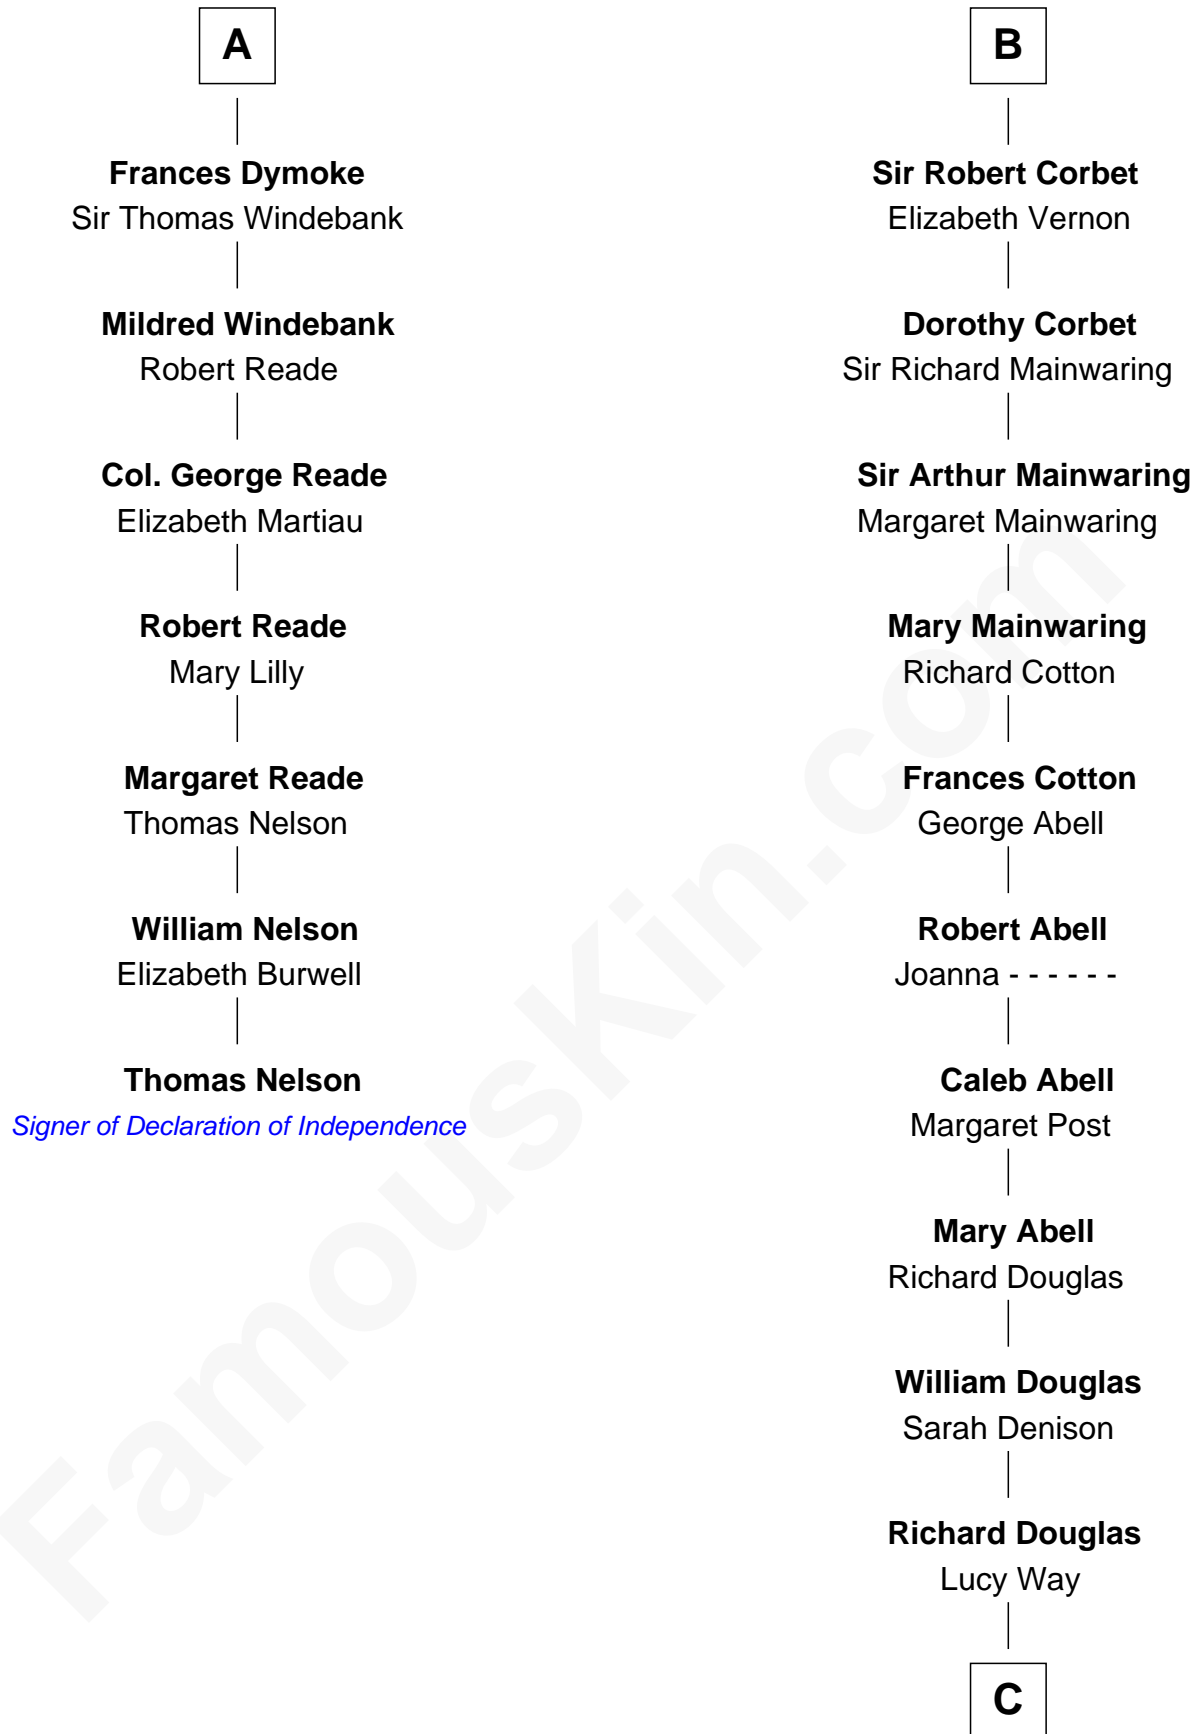 A
Frances Dymoke
Sir Thomas Windebank
Mildred Windebank
Robert Reade
Col. George Reade
Elizabeth Martiau
Robert Reade
Mary Lilly
Margaret Reade
Thomas Nelson
William Nelson
Elizabeth Burwell
Thomas Nelson
Signer of Declaration of Independence
B
Sir Robert Corbet
Elizabeth Vernon
Dorothy Corbet
Sir Richard Mainwaring
Sir Arthur Mainwaring
Margaret Mainwaring
Mary Mainwaring
Richard Cotton
Frances Cotton
George Abell
Robert Abell
Joanna - - - - - -
Caleb Abell
Margaret Post
Mary Abell
Richard Douglas
William Douglas
Sarah Denison
Richard Douglas
Lucy Way
C
FamousKin.com